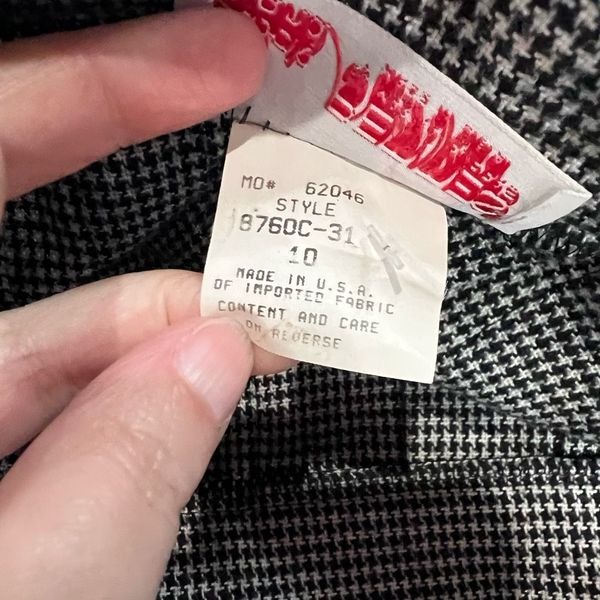 MO# 62046
STYLE
8760C-31
10
MADE IN U.S.A.
OF IMPORTED FABRIC
CONTENT AND CARE
ON REVERSE